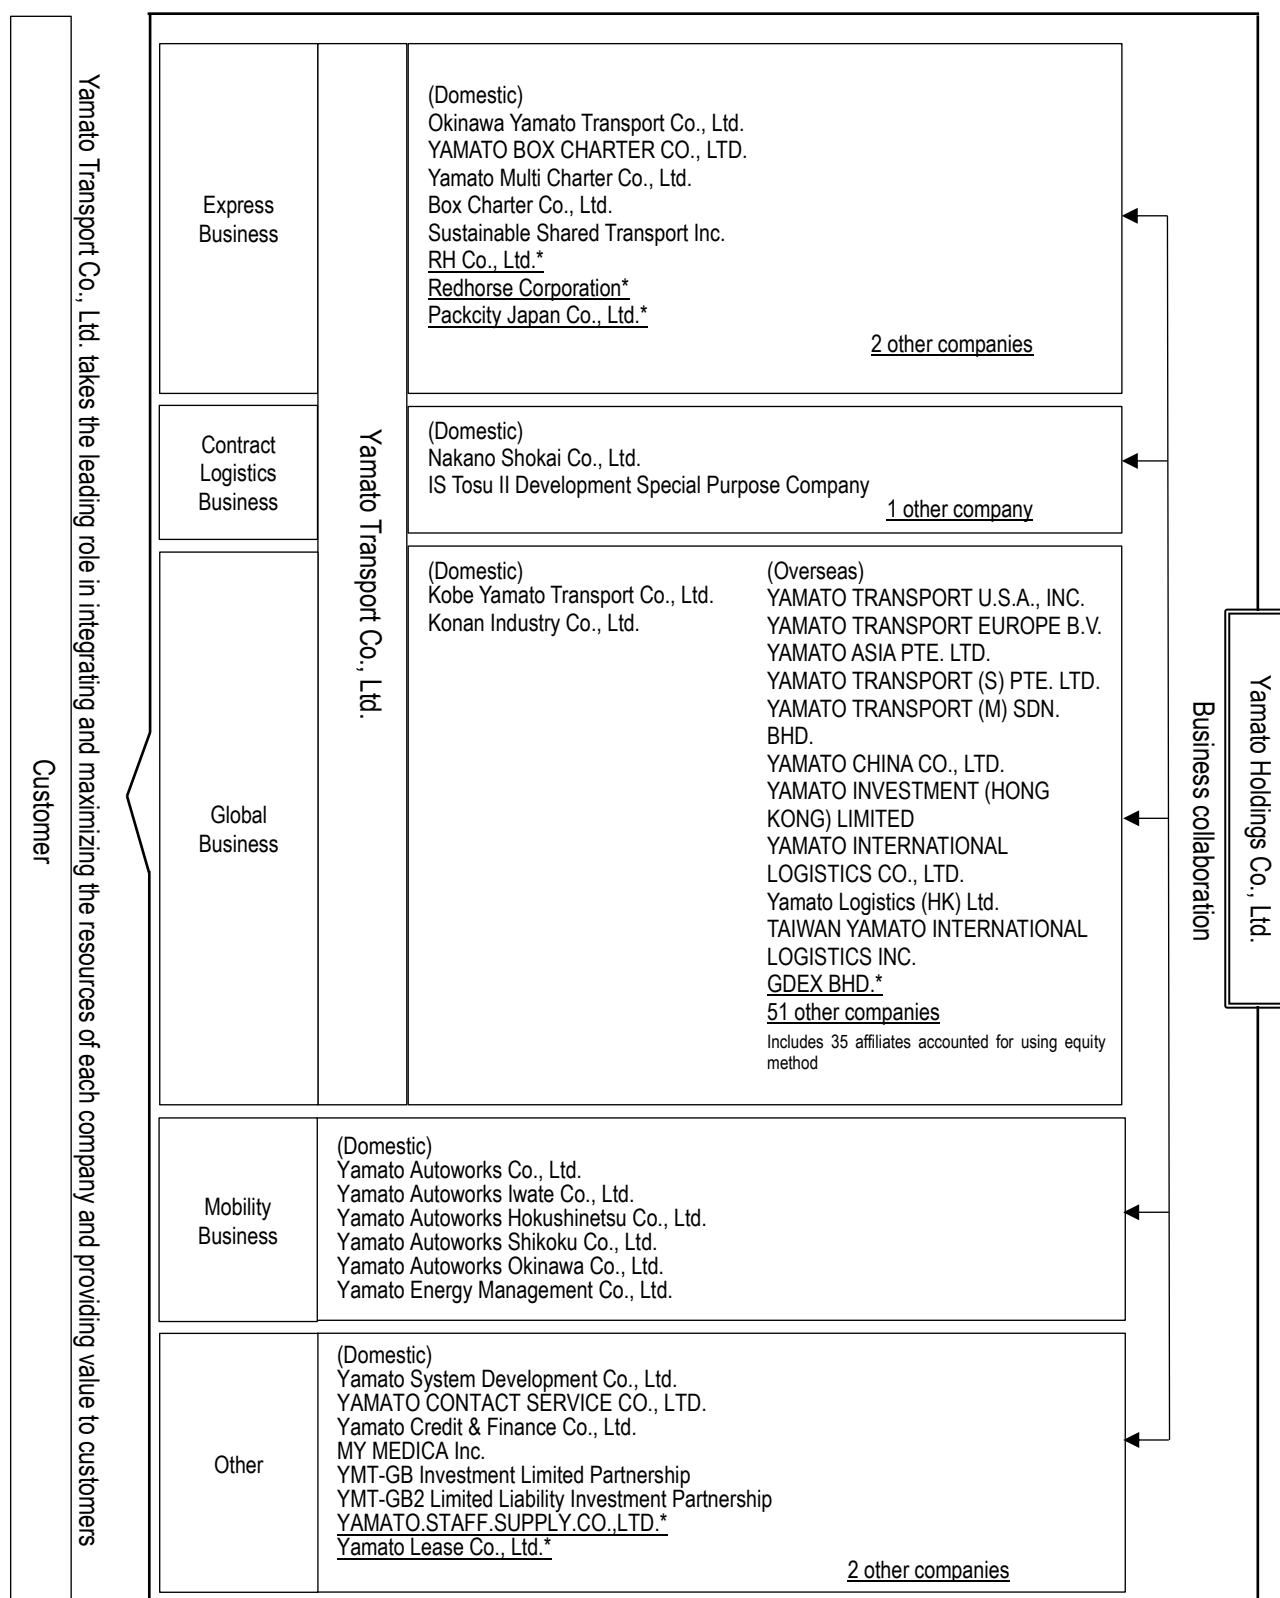 Yamato Holdings Co., Ltd.
Business collaboration
Express
Business
Yamato Transport Co., Ltd.
(Domestic)
Okinawa Yamato Transport Co., Ltd.
YAMATO BOX CHARTER CO., LTD.
Yamato Multi Charter Co., Ltd.
Box Charter Co., Ltd.
Sustainable Shared Transport Inc.
RH Co., Ltd.*
Redhorse Corporation*
Packcity Japan Co., Ltd.*
2 other companies
Contract
Logistics
Business
(Domestic)
Nakano Shokai Co., Ltd.
IS Tosu II Development Special Purpose Company
1 other company
Global
Business
(Domestic)
Kobe Yamato Transport Co., Ltd.
Konan Industry Co., Ltd.
(Overseas)
YAMATO TRANSPORT U.S.A., INC.
YAMATO TRANSPORT EUROPE B.V.
YAMATO ASIA PTE. LTD.
YAMATO TRANSPORT (S) PTE. LTD.
YAMATO TRANSPORT (M) SDN.
BHD.
YAMATO CHINA CO., LTD.
YAMATO INVESTMENT (HONG
KONG) LIMITED
YAMATO INTERNATIONAL
LOGISTICS CO., LTD.
Yamato Logistics (HK) Ltd.
TAIWAN YAMATO INTERNATIONAL
LOGISTICS INC.
GDEX BHD.*
51 other companies
Includes 35 affiliates accounted for using equity
method
Mobility
Business
(Domestic)
Yamato Autoworks Co., Ltd.
Yamato Autoworks Iwate Co., Ltd.
Yamato Autoworks Hokushinetsu Co., Ltd.
Yamato Autoworks Shikoku Co., Ltd.
Yamato Autoworks Okinawa Co., Ltd.
Yamato Energy Management Co., Ltd.
Other
(Domestic)
Yamato System Development Co., Ltd.
YAMATO CONTACT SERVICE CO., LTD.
Yamato Credit & Finance Co., Ltd.
MY MEDICA Inc.
YMT-GB Investment Limited Partnership
YMT-GB2 Limited Liability Investment Partnership
YAMATO.STAFF.SUPPLY.CO.,LTD.*
Yamato Lease Co., Ltd.*
2 other companies
Yamato Transport Co., Ltd. takes the leading role in integrating and maximizing the resources of each company and providing value to customers
Customer